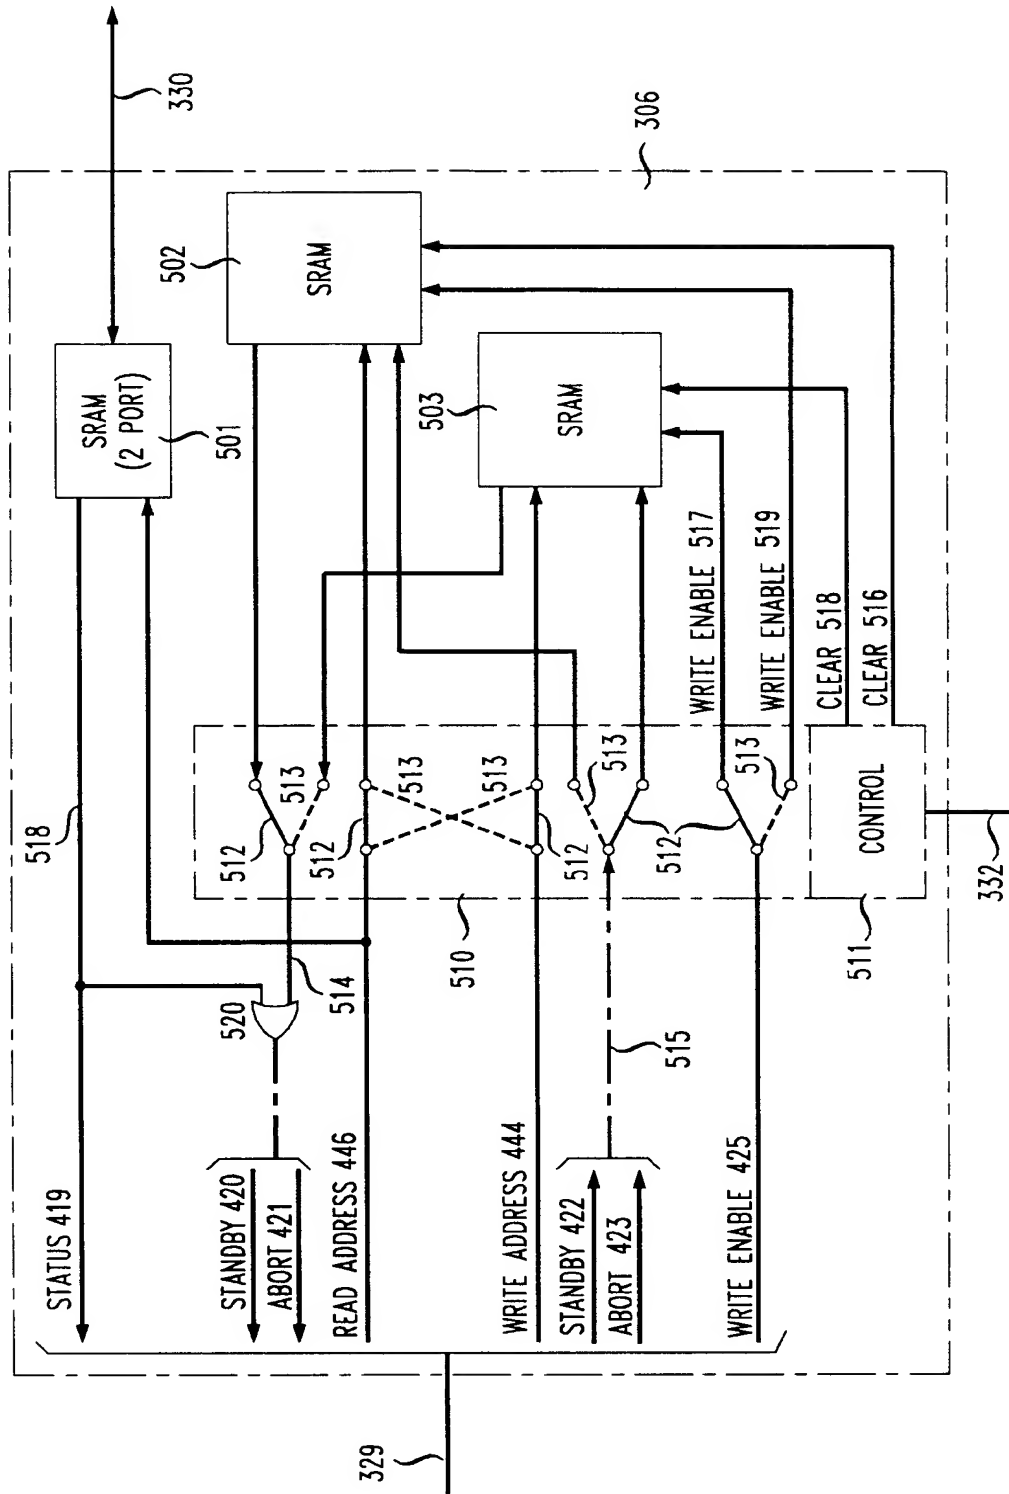 330
306
SRAM
(2 PORT)
501
502
SRAM
503
SRAM
518
WRITE ENABLE 517
WRITE ENABLE 519
CLEAR 518
CLEAR 516
512
513
512
513
513
512
513
512
513
CONTROL
510
511
332
514
520
515
STATUS 419
STANDBY 420
ABORT 421
READ ADDRESS 446
WRITE ADDRESS 444
STANDBY 422
ABORT 423
WRITE ENABLE 425
329